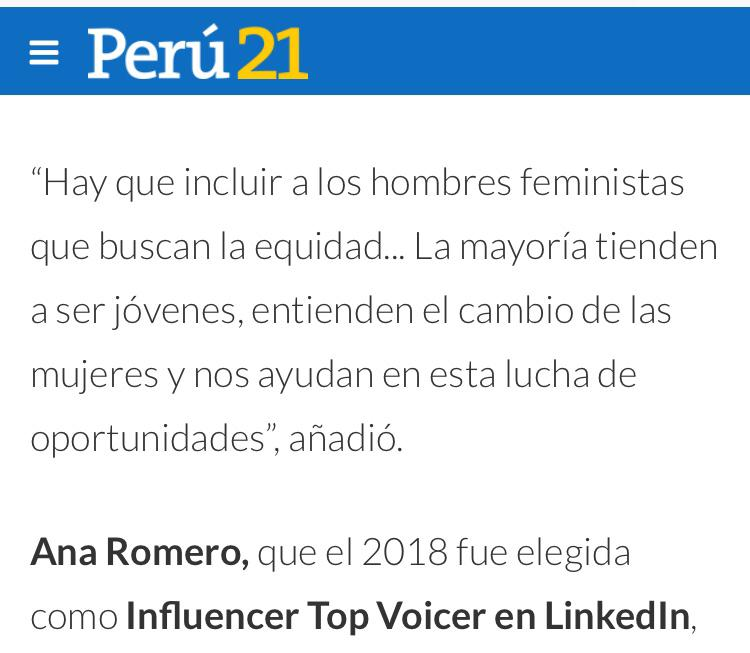 Perú21
“Hay que incluir a los hombres feministas
que buscan la equidad... La mayoría tienden
a ser jóvenes, entienden el cambio de las
mujeres y nos ayudan en esta lucha de
oportunidades”, añadió.
Ana Romero, que el 2018 fue elegida
como Influencer Top Voicer en LinkedIn,